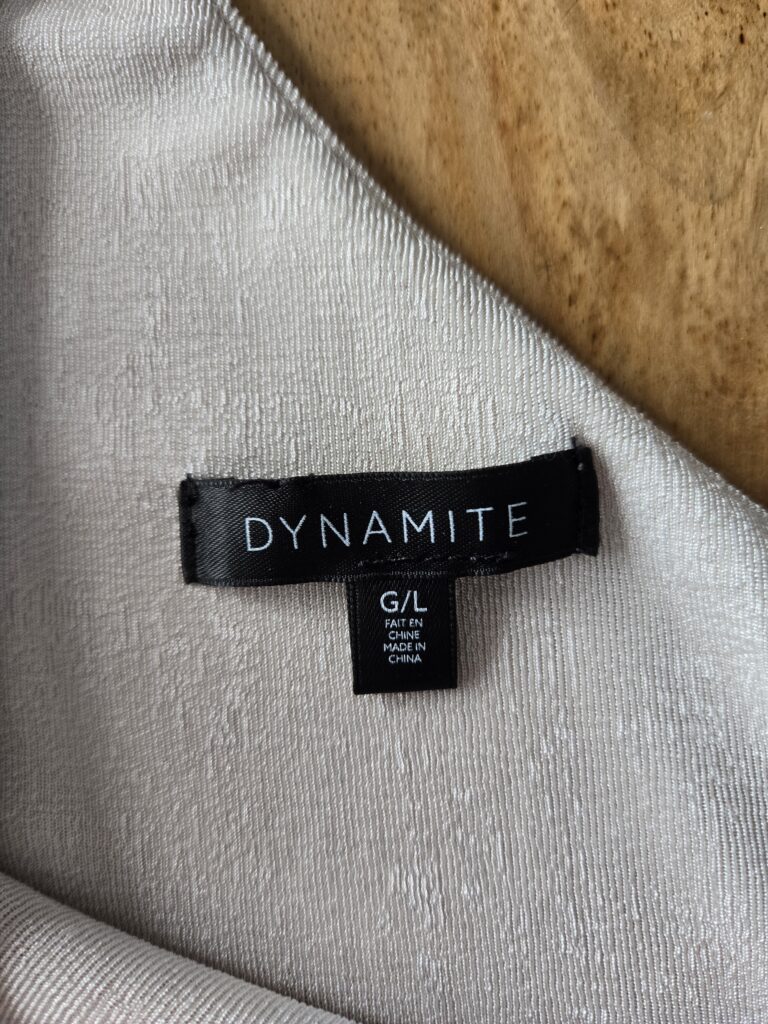 DYNAMITE
G/L
FAIT EN
CHINE
MADE IN
CHINA